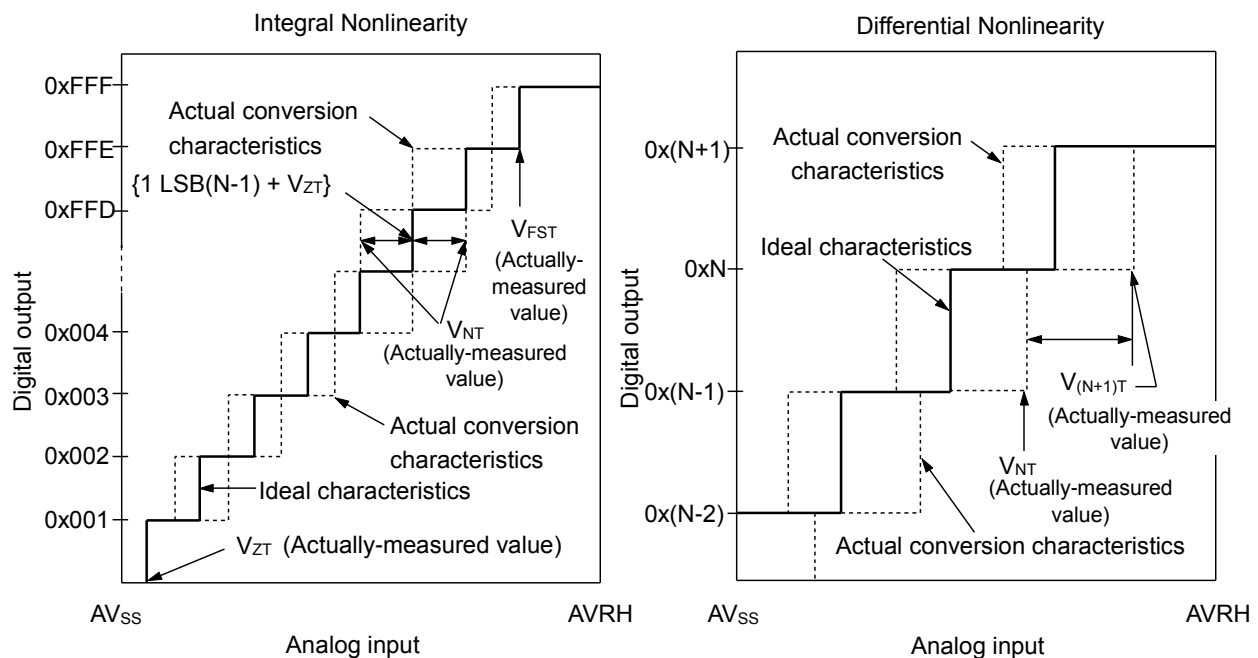 Integral Nonlinearity
0xFFF
0xFFE
0xFFD
0x004
0x003
0x002
0x001
Digital output
Actual conversion
characteristics
{1 LSB(N-1) + VZT}
VFST
(Actually-
measured
value)
VNT
(Actually-measured
value)
Actual conversion
characteristics
Ideal characteristics
VZT (Actually-measured value)
AVSS
AVRH
Analog input
Differential Nonlinearity
0x(N+1)
0xN
0x(N-1)
0x(N-2)
Digital output
Actual conversion
characteristics
Ideal characteristics
V(N+1)T
(Actually-measured
value)
VNT
(Actually-measured
value)
Actual conversion characteristics
AVSS
AVRH
Analog input